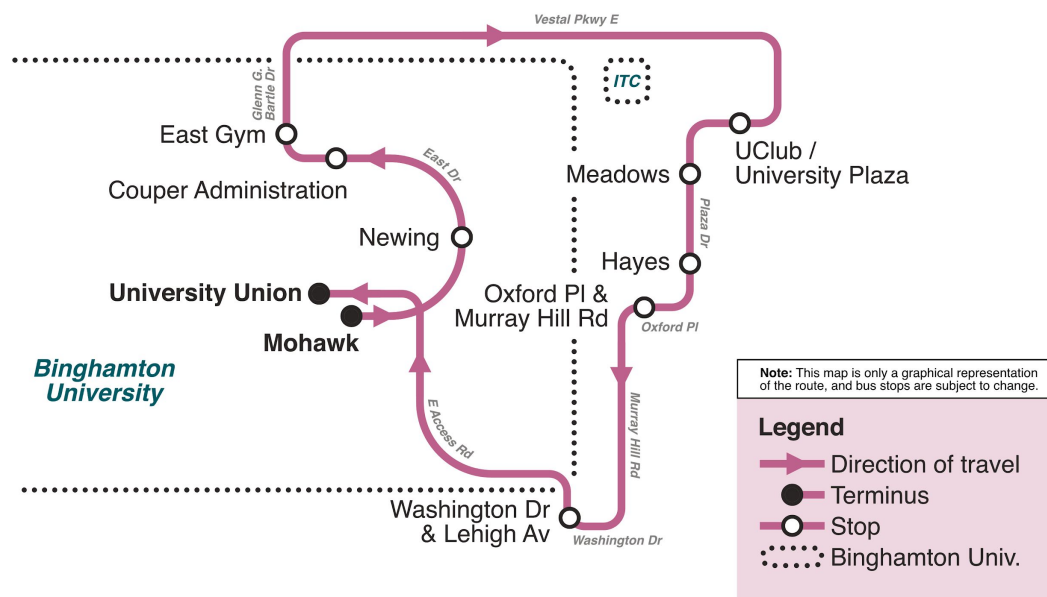 Vestal Pkwy E
Glenn G.
Bartle Dr
ITC
East Gym
UClub /
University Plaza
East Dr
Couper Administration
Meadows
Plaza Dr
Newing
Hayes
University Union
Oxford Pl &
Murray Hill Rd
Oxford Pl
Mohawk
Binghamton
University
Murray Hill Rd
E Access Rd
Washington Dr
& Lehigh Av
Washington Dr
Note: This map is only a graphical representation
of the route, and bus stops are subject to change.
Legend
Direction of travel
Terminus
Stop
Binghamton Univ.